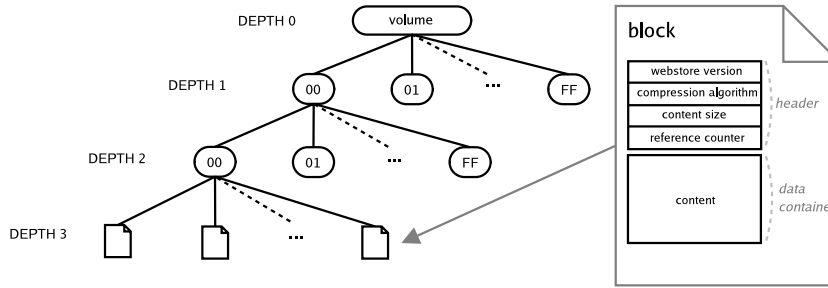 DEPTH 0
volume
DEPTH 1
00
01
...
FF
DEPTH 2
00
01
...
FF
DEPTH 3
...
block
webstore version
compression algorithm
content size
reference counter
header
content
data
containe